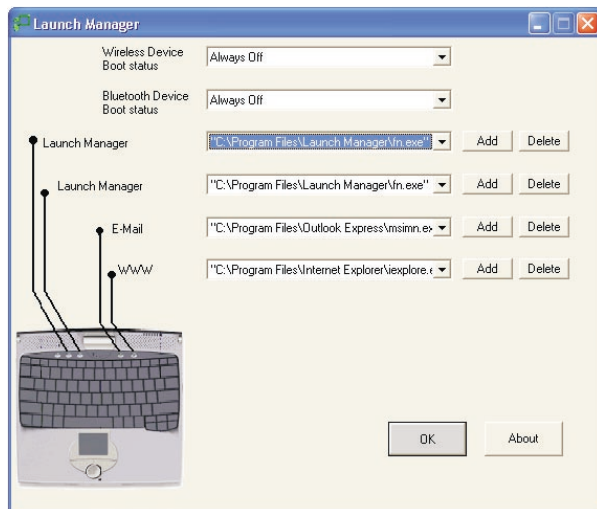 Launch Manager
Wireless Device
Boot status
Always Off
Bluetooth Device
Boot status
Always Off
Launch Manager
"C:\Program Files\Launch Manager\fn.exe"
Add
Delete
Launch Manager
"C:\Program Files\Launch Manager\fn.exe"
Add
Delete
E-Mail
"C:\Program Files\Outlook Express\msimn.ex
Add
Delete
WWW
"C:\Program Files\Internet Explorer\iexplore.e
Add
Delete
OK
About